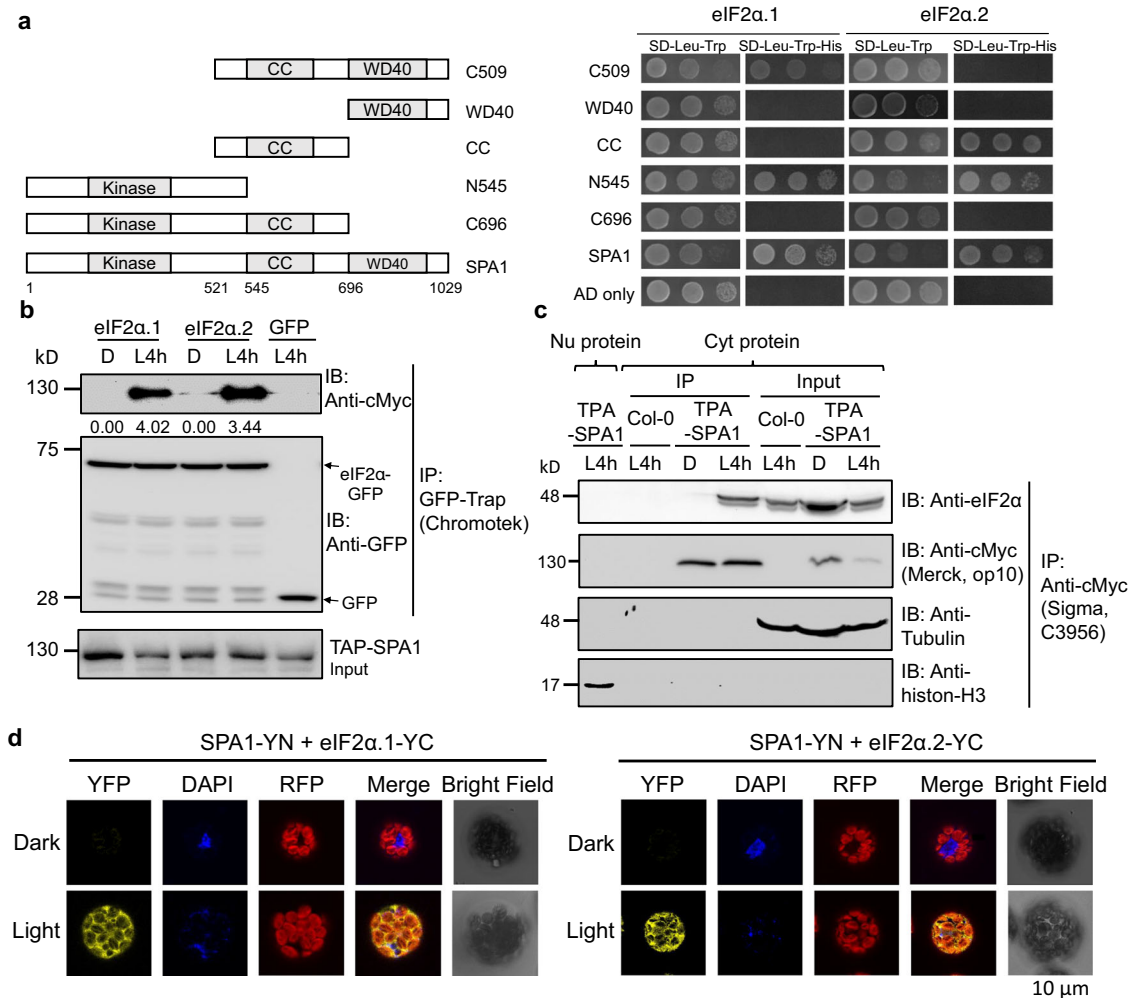 a
eIF2α.1 eIF2α.2
SD-Leu-Trp SD-Leu-Trp-His SD-Leu-Trp SD-Leu-Trp-His
CC WD40 C509
WD40 WD40
CC CC
Kinase N545
Kinase CC C696
Kinase CC WD40 SPA1
1 521 545 696 1029
C509
WD40
CC
N545
C696
SPA1
AD only
b
eIF2α.1 eIF2α.2 GFP
kD D L4h D L4h L4h
130
IB:
Anti-cMyc
0.00 4.02 0.00 3.44
75
eIF2α-
GFP
IB:
Anti-GFP
28
GFP
IP:
GFP-Trap
(Chromotek)
130
TAP-SPA1
Input
c
Nu protein Cyt protein
IP Input
TPA
-SPA1
Col-0
TPA
-SPA1
Col-0
TPA
-SPA1
kD L4h L4h D L4h L4h D L4h
48 IB: Anti-eIF2α
130 IB: Anti-cMyc
(Merck, op10)
48 IB: Anti-
Tubulin
17 IB: Anti-
histon-H3
IP:
Anti-cMyc
(Sigma,
C3956)
d
SPA1-YN + eIF2α.1-YC SPA1-YN + eIF2α.2-YC
YFP DAPI RFP Merge Bright Field YFP DAPI RFP Merge Bright Field
Dark Dark
Light Light
10 µm